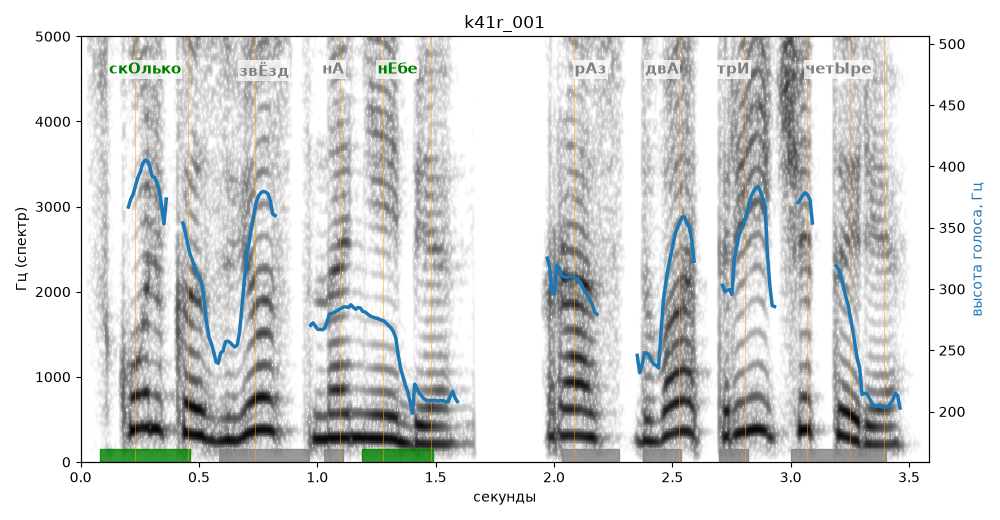 k41r_001
скОлько звЁзд нА нЕбе рАз двА трИ четЫре
5000
4000
3000
2000
1000
0
Гц (спектр)
500
450
400
350
300
250
200
высота голоса, Гц
0.0 0.5 1.0 1.5 2.0 2.5 3.0 3.5
секунды